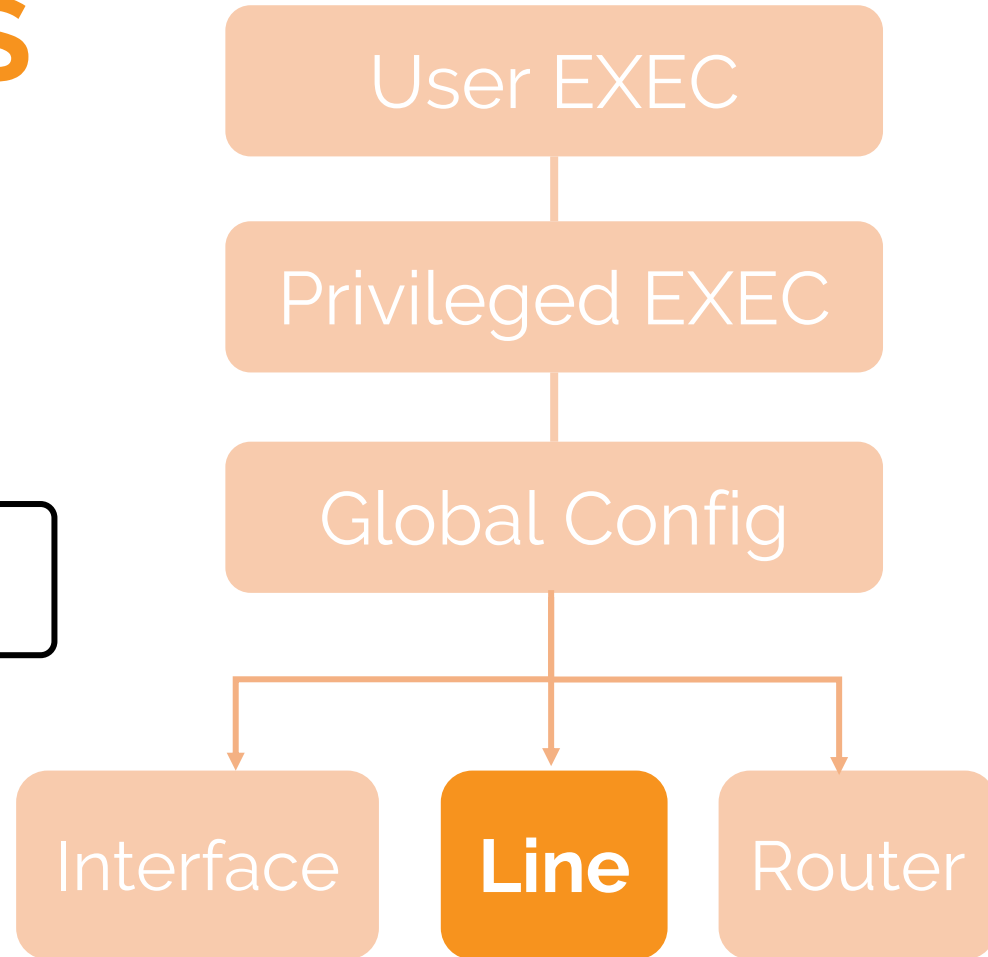 s
User EXEC
Privileged EXEC
Global Config
Interface
Line
Router